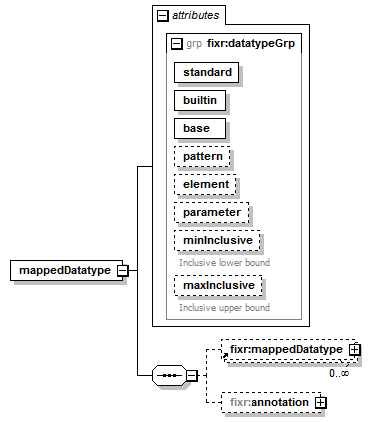 attributes
grp fixr:datatypeGrp
standard
builtin
base
pattern
element
parameter
minInclusive
Inclusive lower bound
maxInclusive
Inclusive upper bound
mappedDatatype
fixr:mappedDatatype
0..∞
fixr:annotation